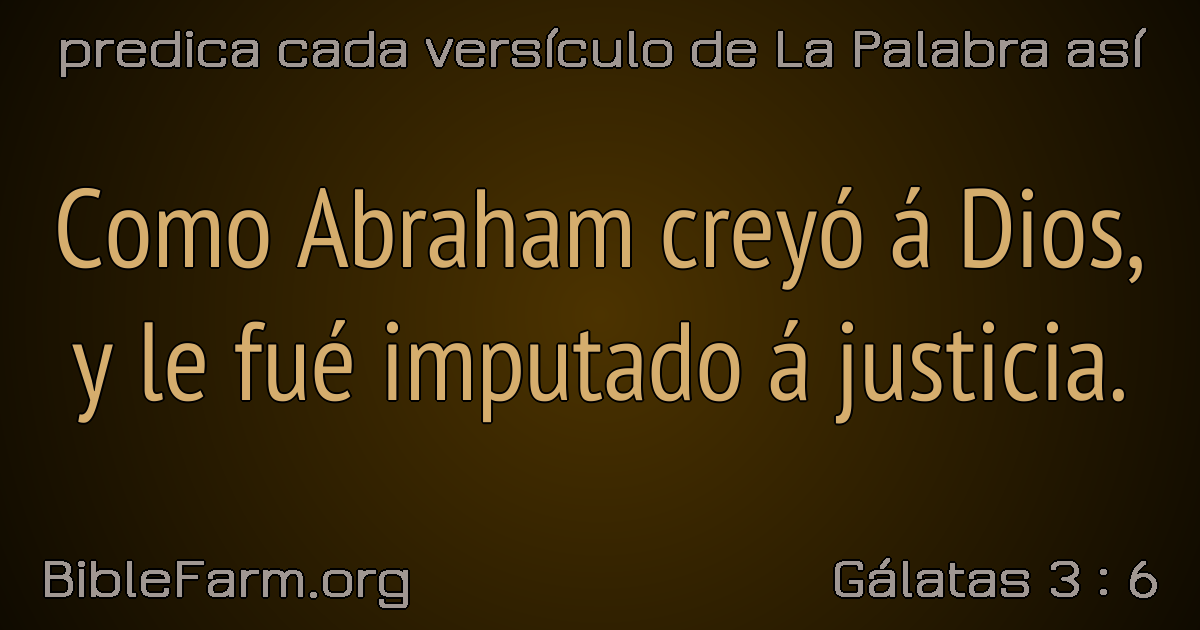 predica cada versículo de La Palabra así
Como Abraham creyó á Dios,
y le fué imputado á justicia.
BibleFarm.org
Gálatas 3 : 6